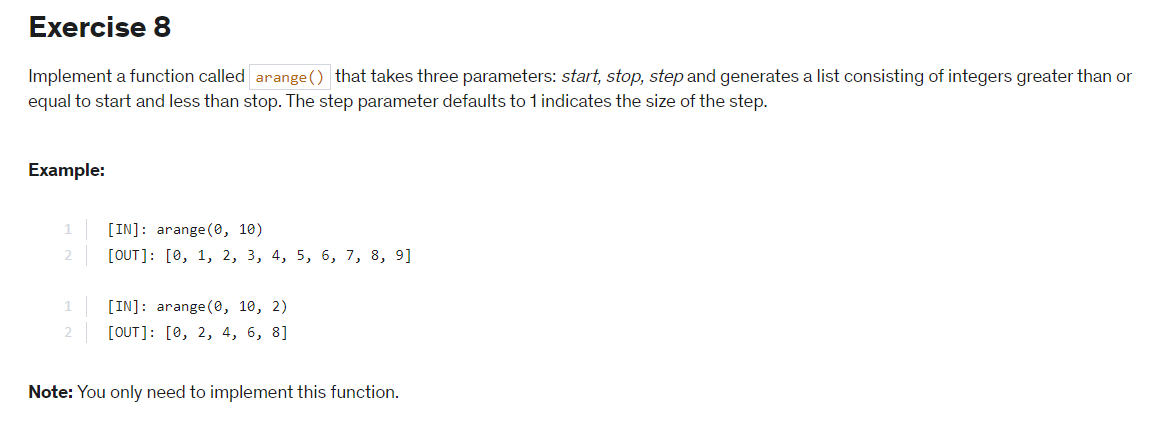 Exercise 8
Implement a function called arange() that takes three parameters: start, stop, step and generates a list consisting of integers greater than or
equal to start and less than stop. The step parameter defaults to 1 indicates the size of the step.
Example:
1 [IN]: arange(0, 10)
2 [OUT]: [0, 1, 2, 3, 4, 5, 6, 7, 8, 9]
1 [IN]: arange(0, 10, 2)
2 [OUT]: [0, 2, 4, 6, 8]
Note: You only need to implement this function.